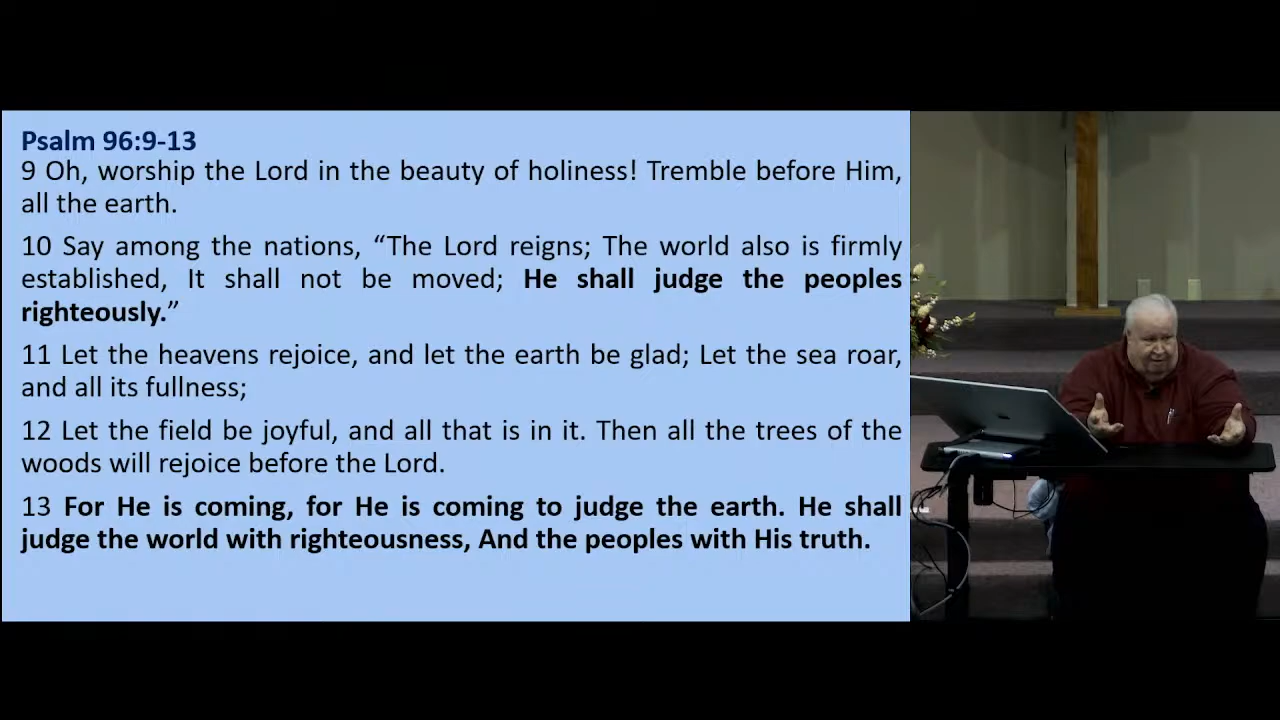 Psalm 96:9-13
9 Oh, worship the Lord in the beauty of holiness! Tremble before Him,
all the earth.
10 Say among the nations, “The Lord reigns; The world also is firmly
established, It shall not be moved; He shall judge the peoples
righteously.”
11 Let the heavens rejoice, and let the earth be glad; Let the sea roar,
and all its fullness;
12 Let the field be joyful, and all that is in it. Then all the trees of the
woods will rejoice before the Lord.
13 For He is coming, for He is coming to judge the earth. He shall
judge the world with righteousness, And the peoples with His truth.